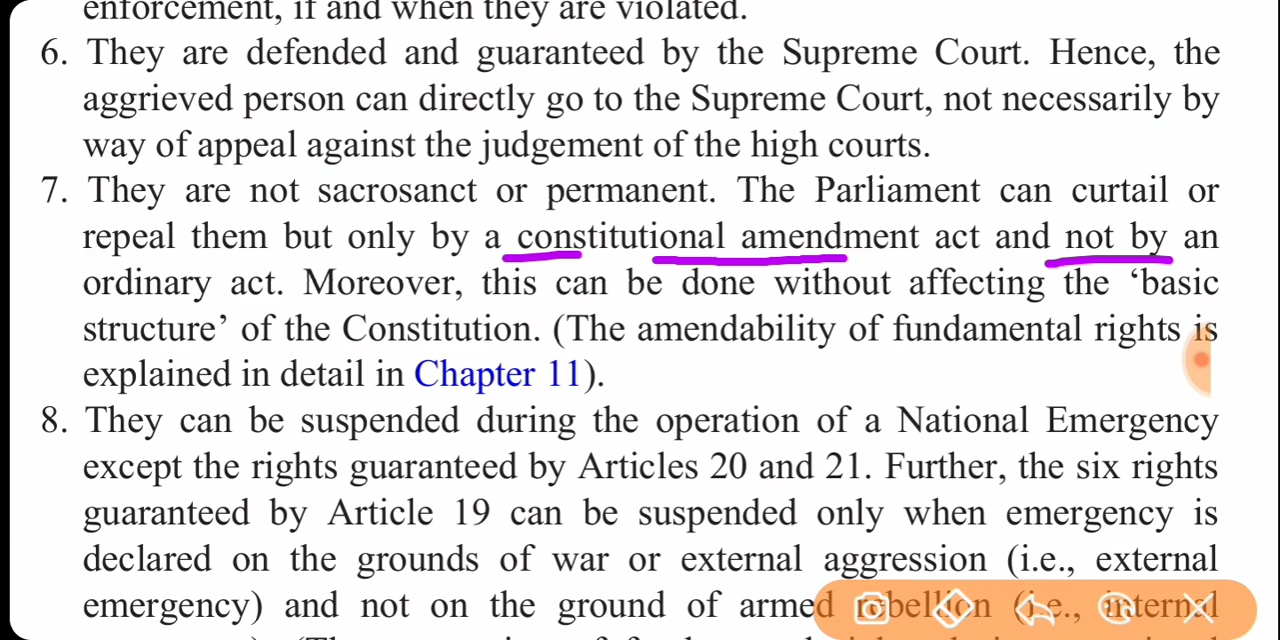 enforcement, if and when they are violated.
6. They are defended and guaranteed by the Supreme Court. Hence, the
aggrieved person can directly go to the Supreme Court, not necessarily by
way of appeal against the judgement of the high courts.
7. They are not sacrosanct or permanent. The Parliament can curtail or
repeal them but only by a constitutional amendment act and not by an
ordinary act. Moreover, this can be done without affecting the ‘basic
structure’ of the Constitution. (The amendability of fundamental rights is
explained in detail in Chapter 11).
8. They can be suspended during the operation of a National Emergency
except the rights guaranteed by Articles 20 and 21. Further, the six rights
guaranteed by Article 19 can be suspended only when emergency is
declared on the grounds of war or external aggression (i.e., external
emergency) and not on the ground of armed rebellion (i.e., internal